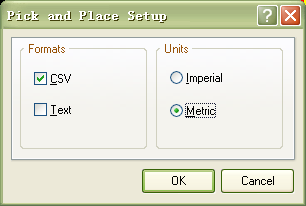 Pick and Place Setup
Formats
CSV
Text
Units
Imperial
Metric
OK
Cancel